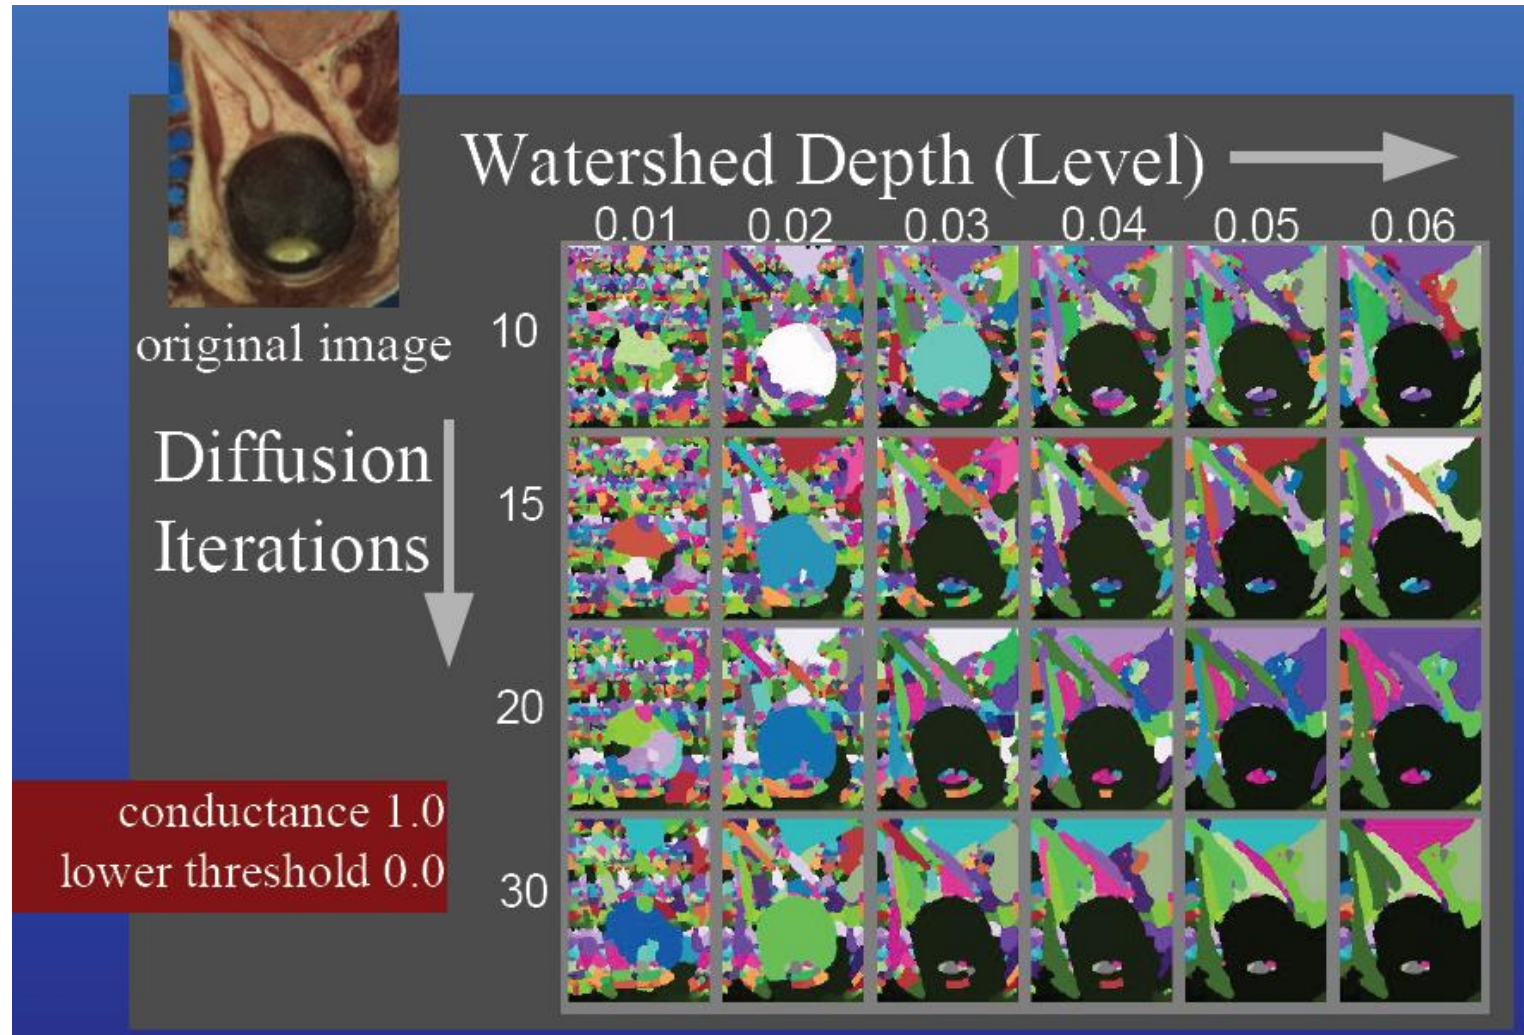 Watershed Depth (Level)
0.01 0.02 0.03 0.04 0.05 0.06
original image
Diffusion
Iterations
10
15
20
30
conductance 1.0
lower threshold 0.0